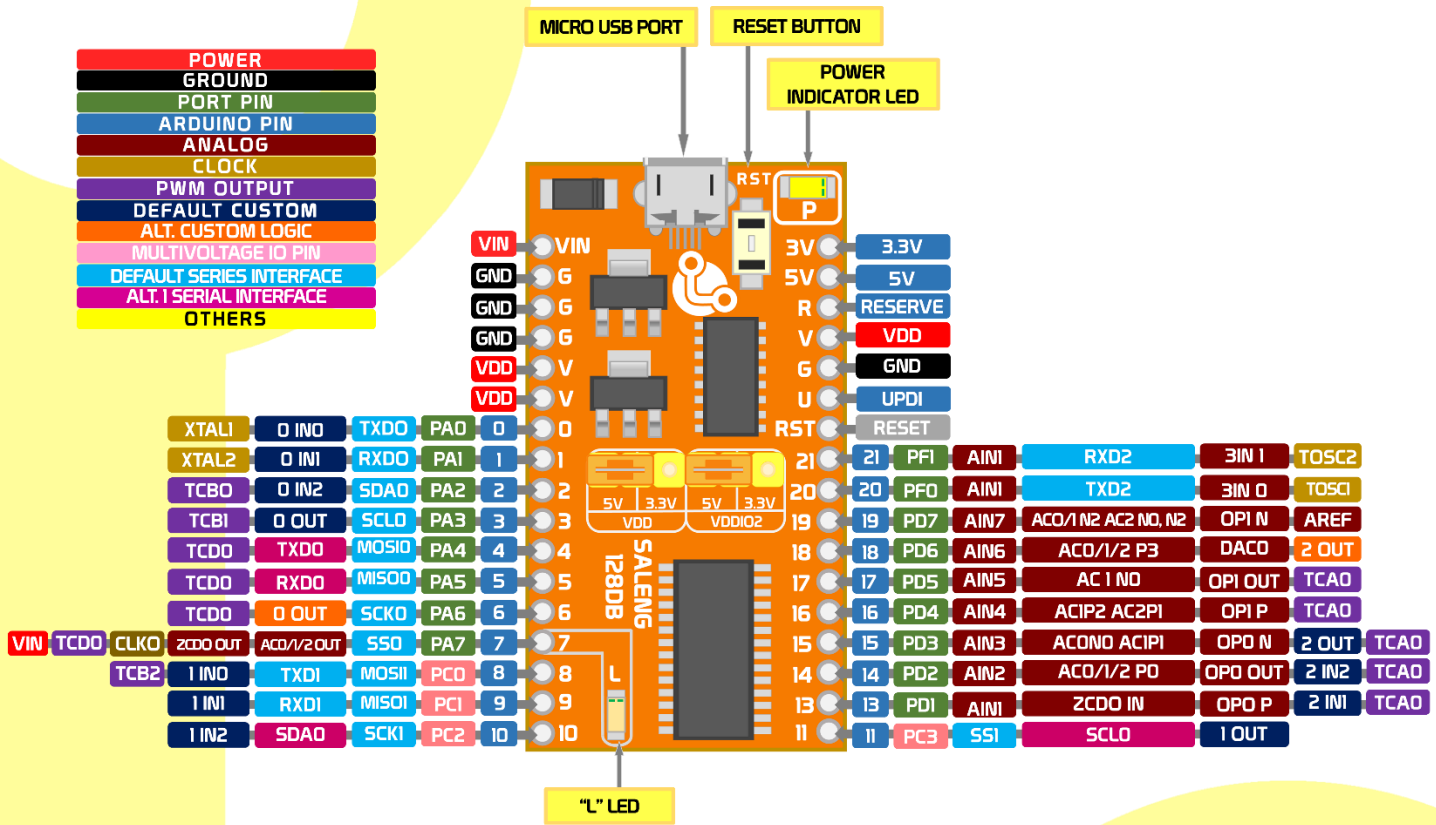 MICRO USB PORT
RESET BUTTON
POWER
INDICATOR LED
POWER
GROUND
PORT PIN
ARDUINO PIN
ANALOG
CLOCK
PWM OUTPUT
DEFAULT CUSTOM
ALT. CUSTOM LOGIC
MULTIVOLTAGE IO PIN
DEFAULT SERIES INTERFACE
ALT. 1 SERIAL INTERFACE
OTHERS
RST
P
VIN VIN 3V 3.3V
GND G 5V 5V
GND G R RESERVE
GND G V VDD
VDD V G GND
VDD V U UPDI
XTAL1 0 IN0 TXD0 PA0 0 0 RST RESET
XTAL2 0 IN1 RXD0 PA1 1 1 21 21 PF1 AIN1 RXD2 3IN 1 TOSC2
TCB0 0 IN2 SDA0 PA2 2 2 20 20 PF0 AIN1 TXD2 3IN 0 TOSC1
5V 3.3V 5V 3.3V
VDD VDDIO2
TCB1 0 OUT SCL0 PA3 3 3 19 19 PD7 AIN7 AC0/1 N2 AC2 N0, N2 OP1 N AREF
TCD0 TXD0 MOSI0 PA4 4 4 18 18 PD6 AIN6 AC0/1/2 P3 DAC0 2 OUT
TCD0 RXD0 MISO0 PA5 5 5 17 17 PD5 AIN5 AC 1 N0 OP1 OUT TCA0
TCD0 0 OUT SCK0 PA6 6 6 16 16 PD4 AIN4 AC1P2 AC2P1 OP1 P TCA0
SALENG
128DB
VIN TCD0 CLKO ZCD0 OUT AC0/1/2 OUT SS0 PA7 7 7 15 15 PD3 AIN3 AC0N0 AC1P1 OP0 N 2 OUT TCA0
TCB2 1 IN0 TXD1 MOSI1 PC0 8 8 L 14 14 PD2 AIN2 AC0/1/2 P0 OP0 OUT 2 IN2 TCA0
1 IN1 RXD1 MISO1 PC1 9 9 13 13 PD1 AIN1 ZCD0 IN OP0 P 2 IN1 TCA0
1 IN2 SDA0 SCK1 PC2 10 10 11 11 PC3 SS1 SCL0 1 OUT
“L” LED